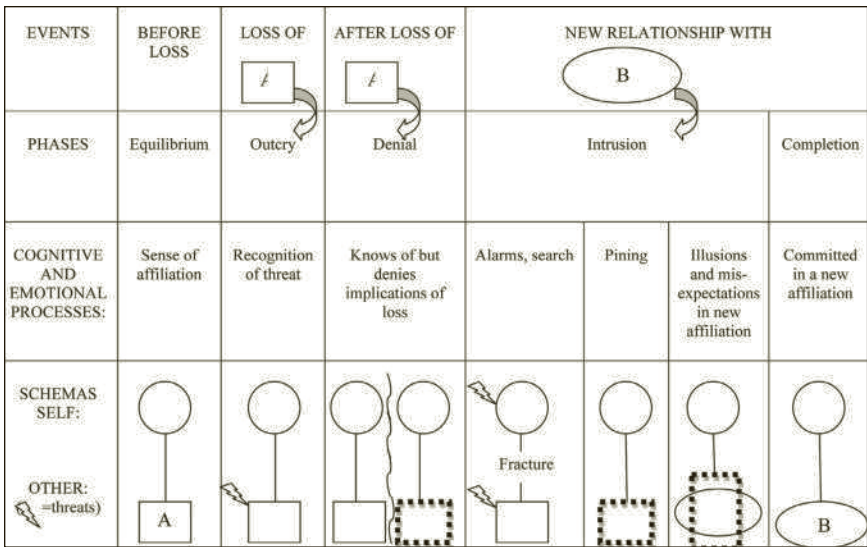 EVENTS
BEFORE
LOSS
LOSS OF
AFTER LOSS OF
NEW RELATIONSHIP WITH
B
PHASES
Equilibrium
Outcry
Denial
Intrusion
Completion
COGNITIVE
AND
EMOTIONAL
PROCESSES:
Sense of
affiliation
Recognition
of threat
Knows of but
denies
implications of
loss
Alarms, search
Pining
Illusions
and mis-
expectations
in new
affiliation
Committed
in a new
affiliation
SCHEMAS
SELF:
Fracture
OTHER:
=threats)
A
B